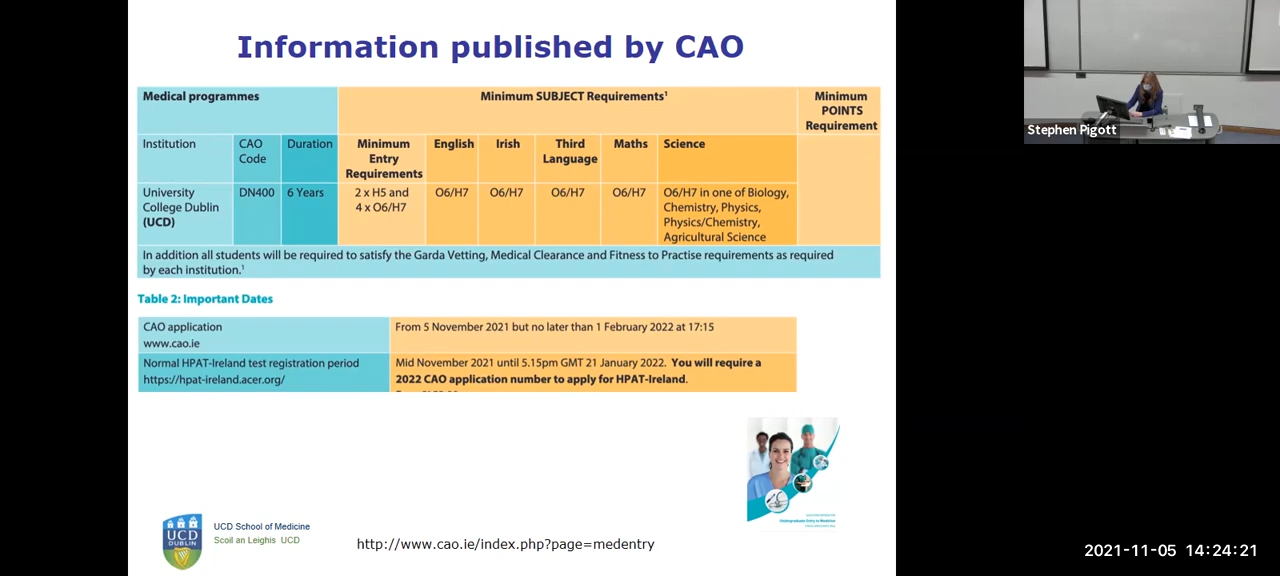 Information published by CAO
Medical programmes
Minimum SUBJECT Requirements¹
Minimum
POINTS
Requirement
Institution
CAO
Code
Duration
Minimum
Entry
Requirements
English
Irish
Third
Language
Maths
Science
University
College Dublin
(UCD)
DN400
6 Years
2 x H5 and
4 x O6/H7
O6/H7
O6/H7
O6/H7
O6/H7
O6/H7 in one of Biology,
Chemistry, Physics,
Physics/Chemistry,
Agricultural Science
In addition all students will be required to satisfy the Garda Vetting, Medical Clearance and Fitness to Practise requirements as required
by each institution.¹
Table 2: Important Dates
CAO application
www.cao.ie
From 5 November 2021 but no later than 1 February 2022 at 17:15
Normal HPAT-Ireland test registration period
https://hpat-ireland.acer.org/
Mid November 2021 until 5.15pm GMT 21 January 2022. You will require a
2022 CAO application number to apply for HPAT-Ireland.
Undergraduate Entry to Medicine
UCD
DUBLIN
UCD School of Medicine
Scoil an Leighis UCD
http://www.cao.ie/index.php?page=medentry
Stephen Pigott
2021-11-05 14:24:21